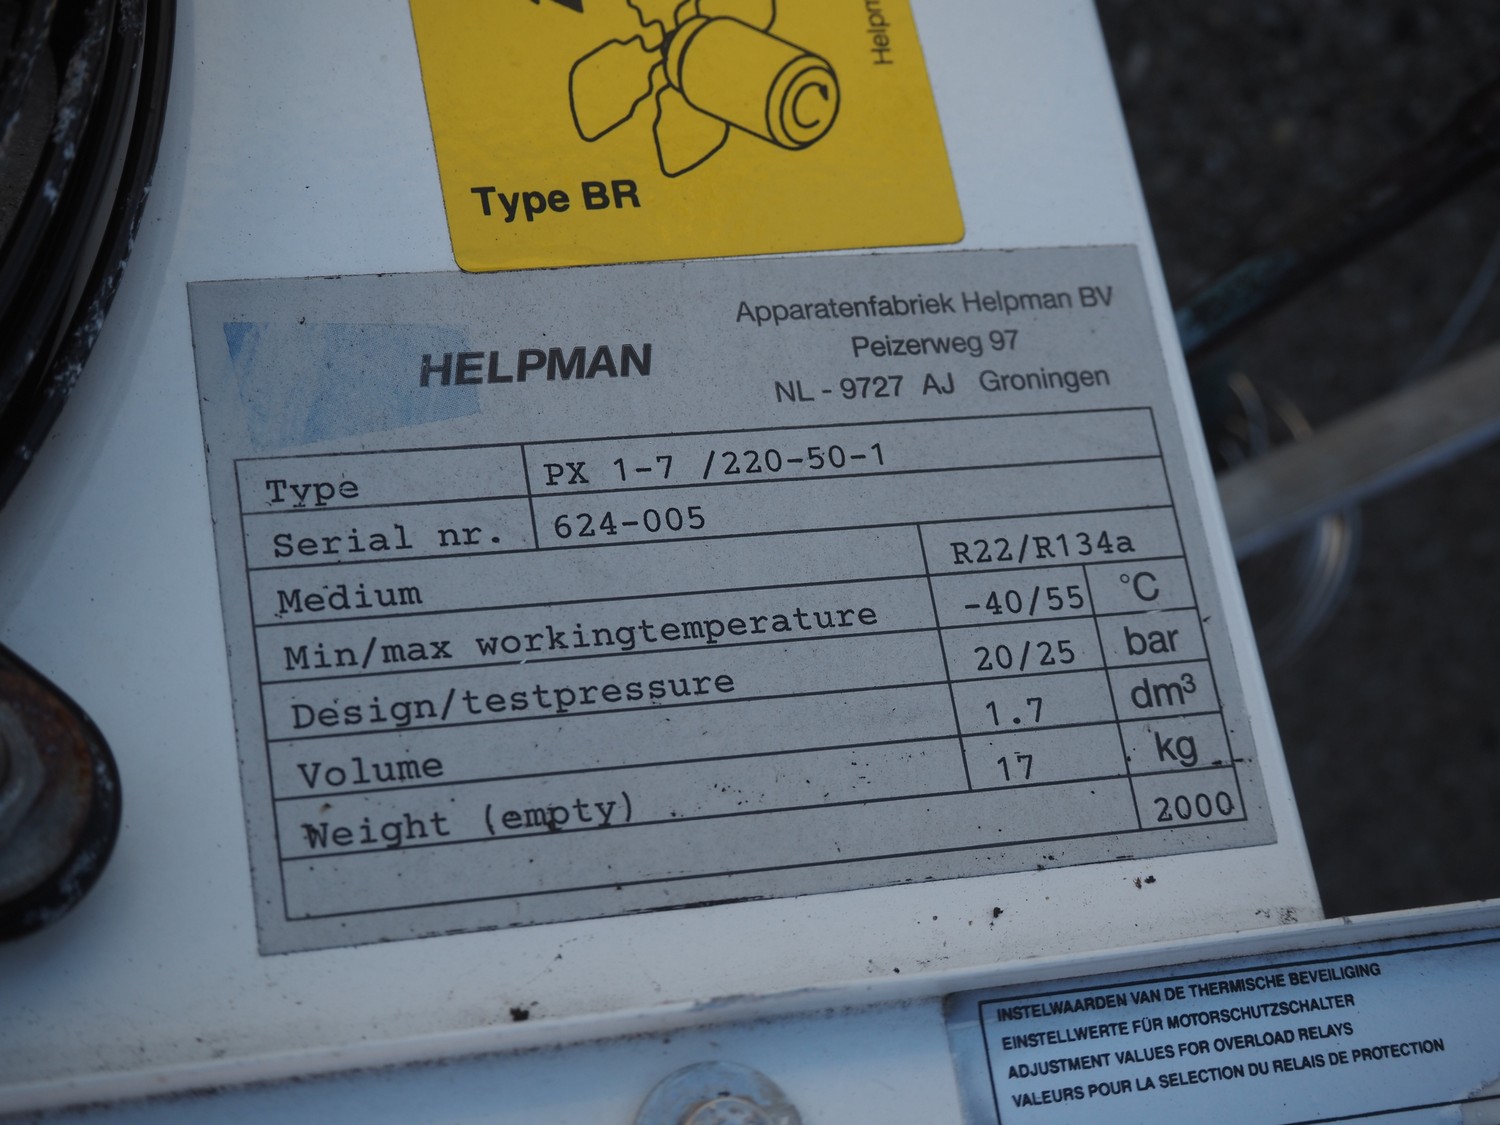 Helpm
Type BR
HELPMAN
Apparatenfabriek Helpman BV
Peizerweg 97
NL - 9727 AJ Groningen
Type PX 1-7 /220-50-1
Serial nr. 624-005
Medium R22/R134a
Min/max workingtemperature -40/55 °C
Design/testpressure 20/25 bar
Volume 1.7 dm³
Weight (empty) 17 kg
2000
INSTELWAARDEN VAN DE THERMISCHE BEVEILIGING
EINSTELLWERTE FÜR MOTORSCHUTZSCHALTER
ADJUSTMENT VALUES FOR OVERLOAD RELAYS
VALEURS POUR LA SELECTION DU RELAIS DE PROTECTION